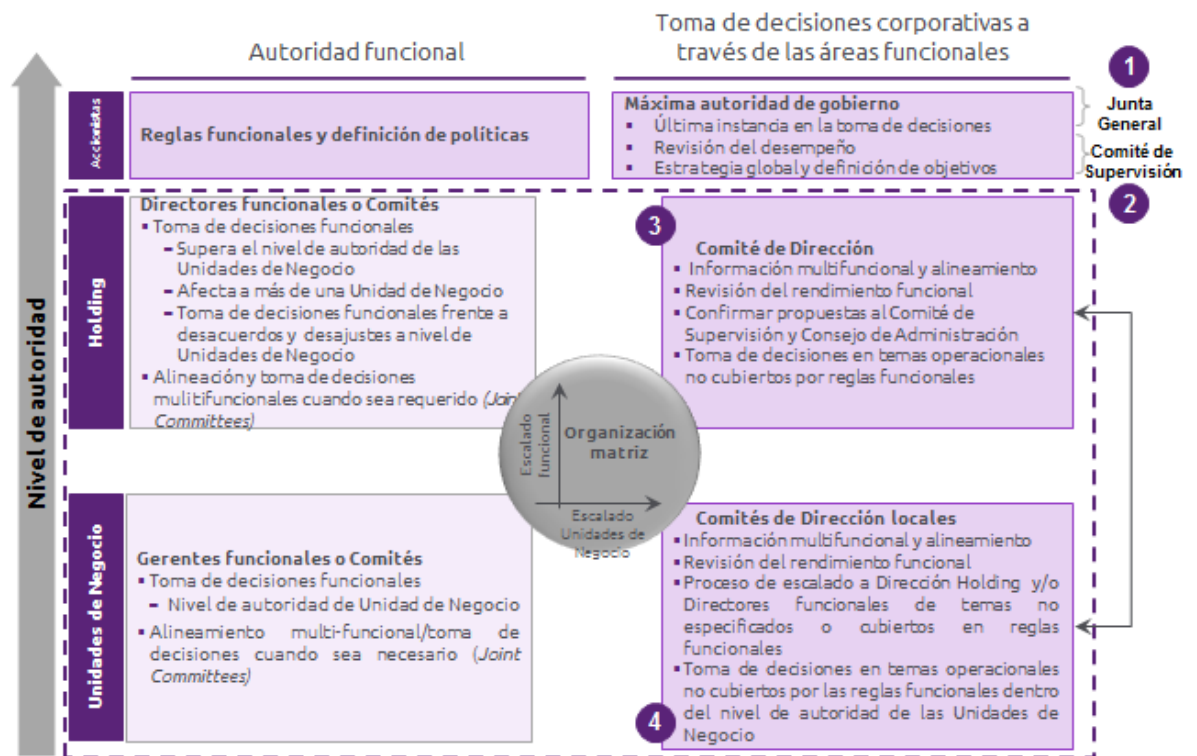 Autoridad funcional
Toma de decisiones corporativas a
través de las áreas funcionales
1
Junta
General
Comité de
Supervisión
2
Nivel de autoridad
Accionistas
Reglas funcionales y definición de políticas
Máxima autoridad de gobierno
▪ Última instancia en la toma de decisiones
▪ Revisión del desempeño
▪ Estrategia global y definición de objetivos
Holding
Directores funcionales o Comités
▪ Toma de decisiones funcionales
– Supera el nivel de autoridad de las
Unidades de Negocio
– Afecta a más de una Unidad de Negocio
– Toma de decisiones funcionales frente a
desacuerdos y desajustes a nivel de
Unidades de Negocio
▪ Alineación y toma de decisiones
mulitifuncionales cuando sea requerido (Joint
Committees)
3
Comité de Dirección
▪ Información multifuncional y alineamiento
▪ Revisión del rendimiento funcional
▪ Confirmar propuestas al Comité de
Supervisión y Consejo de Administración
▪ Toma de decisiones en temas operacionales
no cubiertos por reglas funcionales
Escalado
funcional
Organización
matriz
Escalado
Unidades de
Negocio
Unidades de Negocio
Gerentes funcionales o Comités
▪ Toma de decisiones funcionales
– Nivel de autoridad de Unidad de Negocio
▪ Alineamiento multi-funcional/toma de
decisiones cuando sea necesario (Joint
Committees)
Comités de Dirección locales
▪ Información multifuncional y alineamiento
▪ Revisión del rendimiento funcional
▪ Proceso de escalado a Dirección Holding y/o
Directores funcionales de temas no
especificados o cubiertos en reglas
funcionales
▪ Toma de decisiones en temas operacionales
no cubiertos por las reglas funcionales dentro
del nivel de autoridad de las Unidades de
Negocio
4